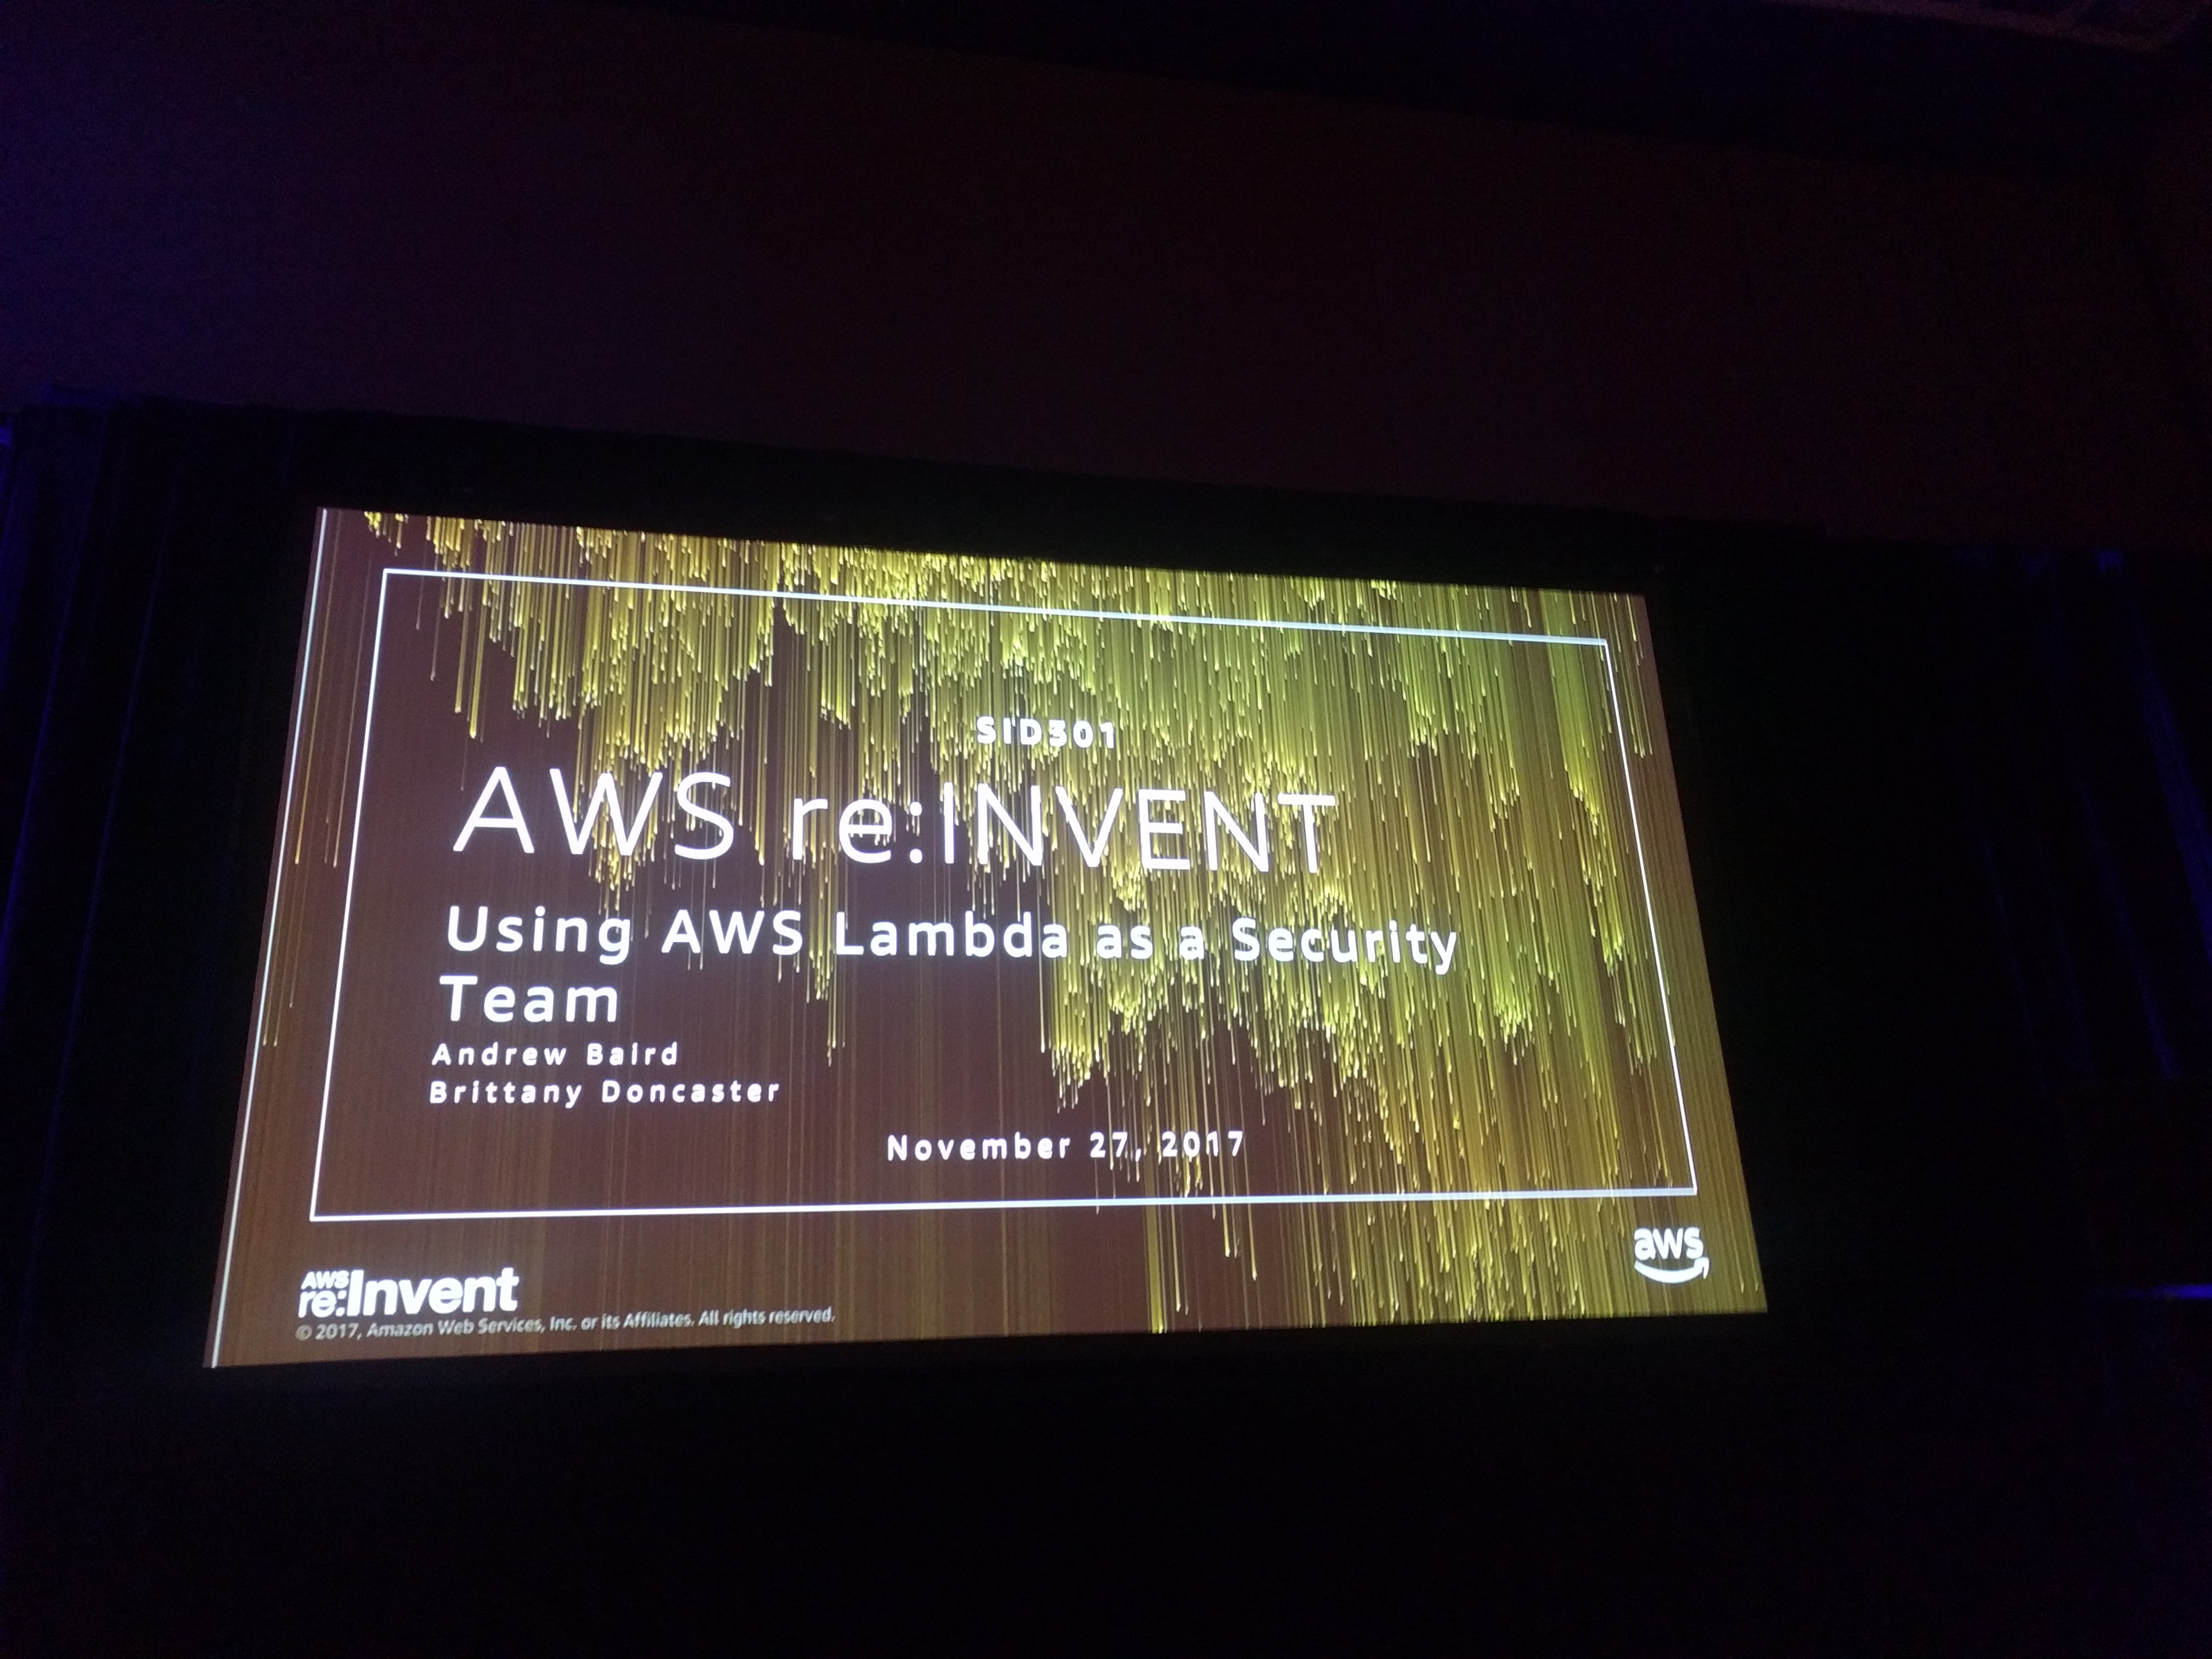 SID301
AWS re:INVENT
Using AWS Lambda as a Security
Team
Andrew Baird
Brittany Doncaster
November 27, 2017
AWS
re:Invent
© 2017, Amazon Web Services, Inc. or its Affiliates. All rights reserved.
aws